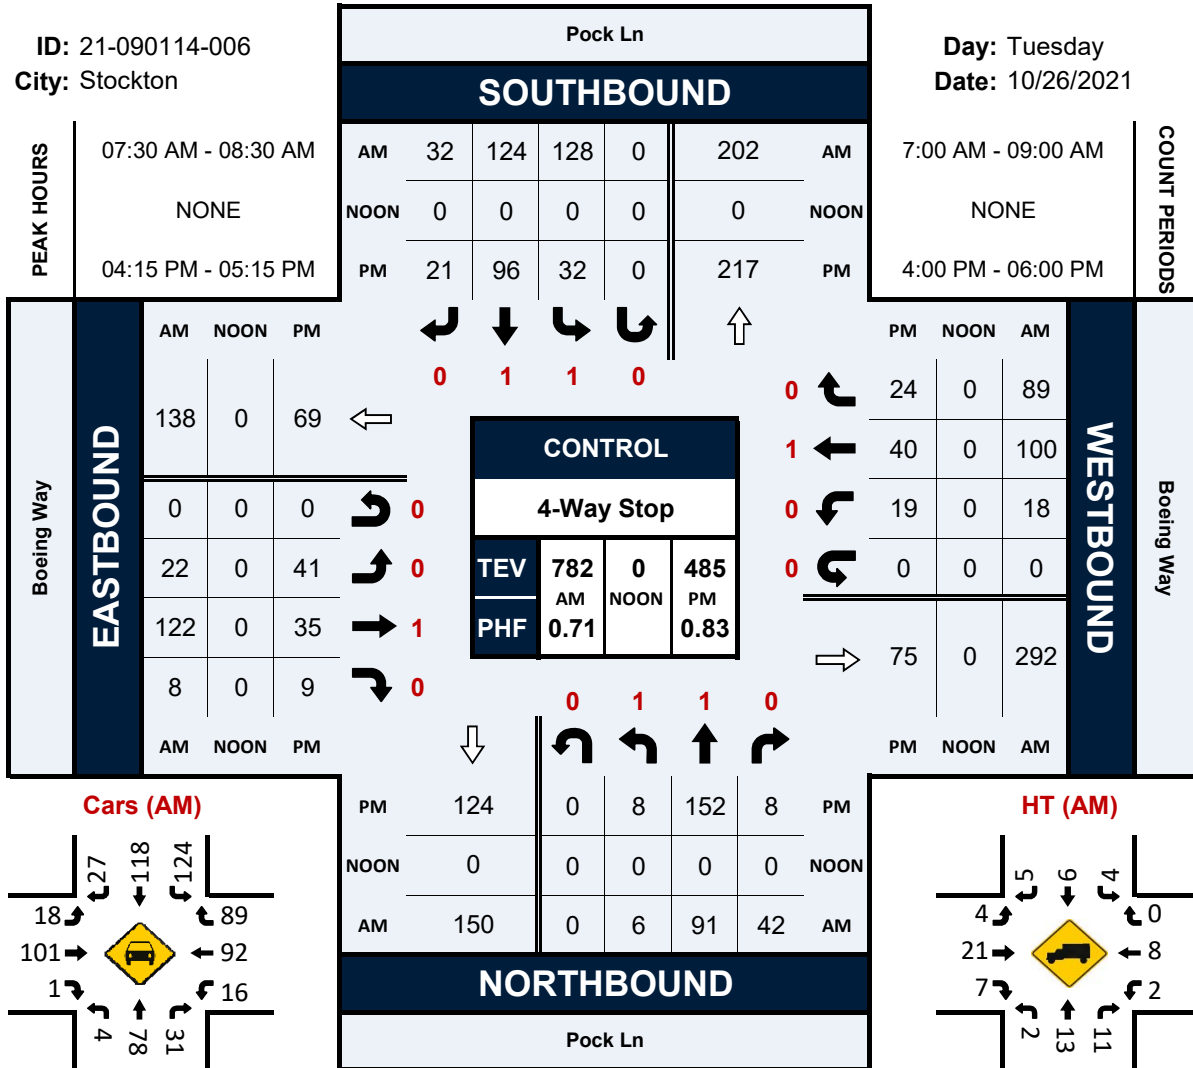 Pock Ln
ID: 21-090114-006
Day: Tuesday
City: Stockton
Date: 10/26/2021
SOUTHBOUND
PEAK HOURS
07:30 AM - 08:30 AM
NONE
04:15 PM - 05:15 PM
AM 32 124 128 0 202 AM
NOON 0 0 0 0 0 NOON
PM 21 96 32 0 217 PM
7:00 AM - 09:00 AM
NONE
4:00 PM - 06:00 PM
COUNT PERIODS
0 1 1 0
Boeing Way
EASTBOUND
AM NOON PM
138 0 69
0 0 0 0
22 0 41 0
122 0 35 1
8 0 9 0
AM NOON PM
CONTROL
4-Way Stop
TEV 782 0 485
AM NOON PM
PHF 0.71 0.83
PM NOON AM
0 24 0 89
1 40 0 100
0 19 0 18
0 0 0 0
75 0 292
PM NOON AM
WESTBOUND
Boeing Way
0 1 1 0
PM 124 0 8 152 8 PM
NOON 0 0 0 0 0 NOON
AM 150 0 6 91 42 AM
NORTHBOUND
Pock Ln
Cars (AM)
27 118 124
18 89
101 92
1 16
4 78 31
HT (AM)
5 6 4
4 0
21 8
7 2
2 13 11